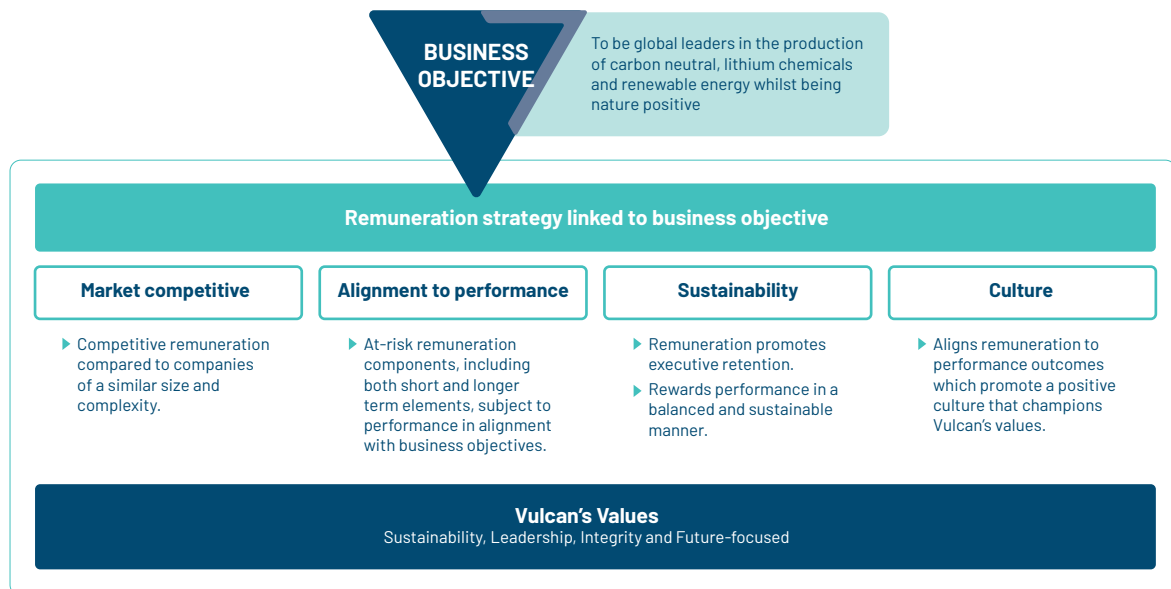 BUSINESS
OBJECTIVE
To be global leaders in the production
of carbon neutral, lithium chemicals
and renewable energy whilst being
nature positive
Remuneration strategy linked to business objective
Market competitive
Competitive remuneration
compared to companies
of a similar size and
complexity.
Alignment to performance
At-risk remuneration
components, including
both short and longer
term elements, subject to
performance in alignment
with business objectives.
Sustainability
Remuneration promotes
executive retention.
Rewards performance in a
balanced and sustainable
manner.
Culture
Aligns remuneration to
performance outcomes
which promote a positive
culture that champions
Vulcan’s values.
Vulcan’s Values
Sustainability, Leadership, Integrity and Future-focused